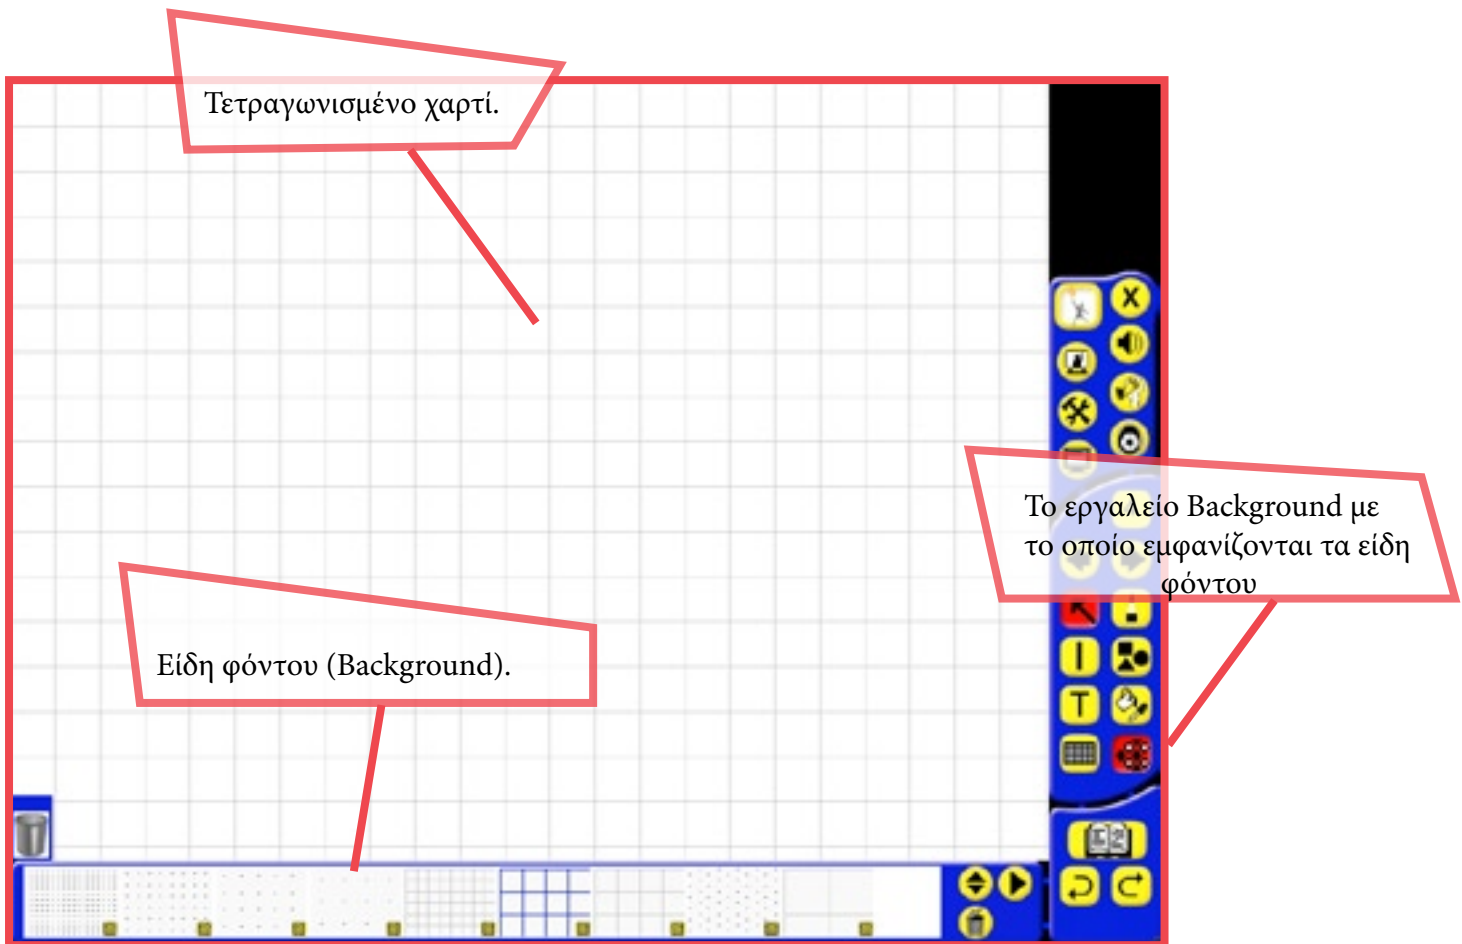 Τετραγωνισμένο χαρτί.
X
Το εργαλείο Background με
το οποίο εμφανίζονται τα είδη
φόντου
Είδη φόντου (Background).
T